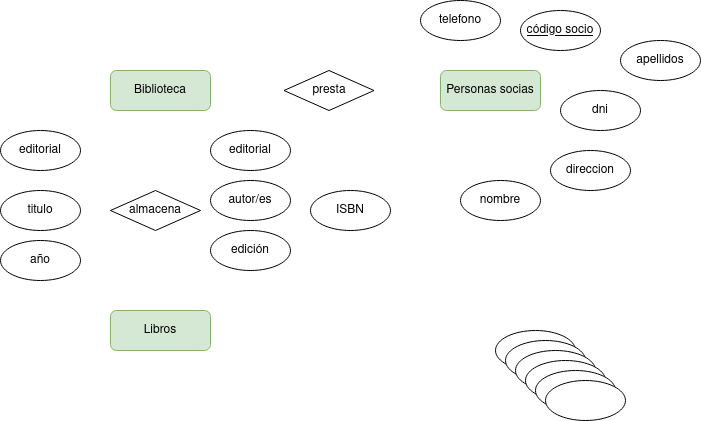 telefono
código socio
apellidos
Biblioteca
presta
Personas socias
dni
editorial
editorial
direccion
titulo
almacena
autor/es
ISBN
nombre
año
edición
Libros